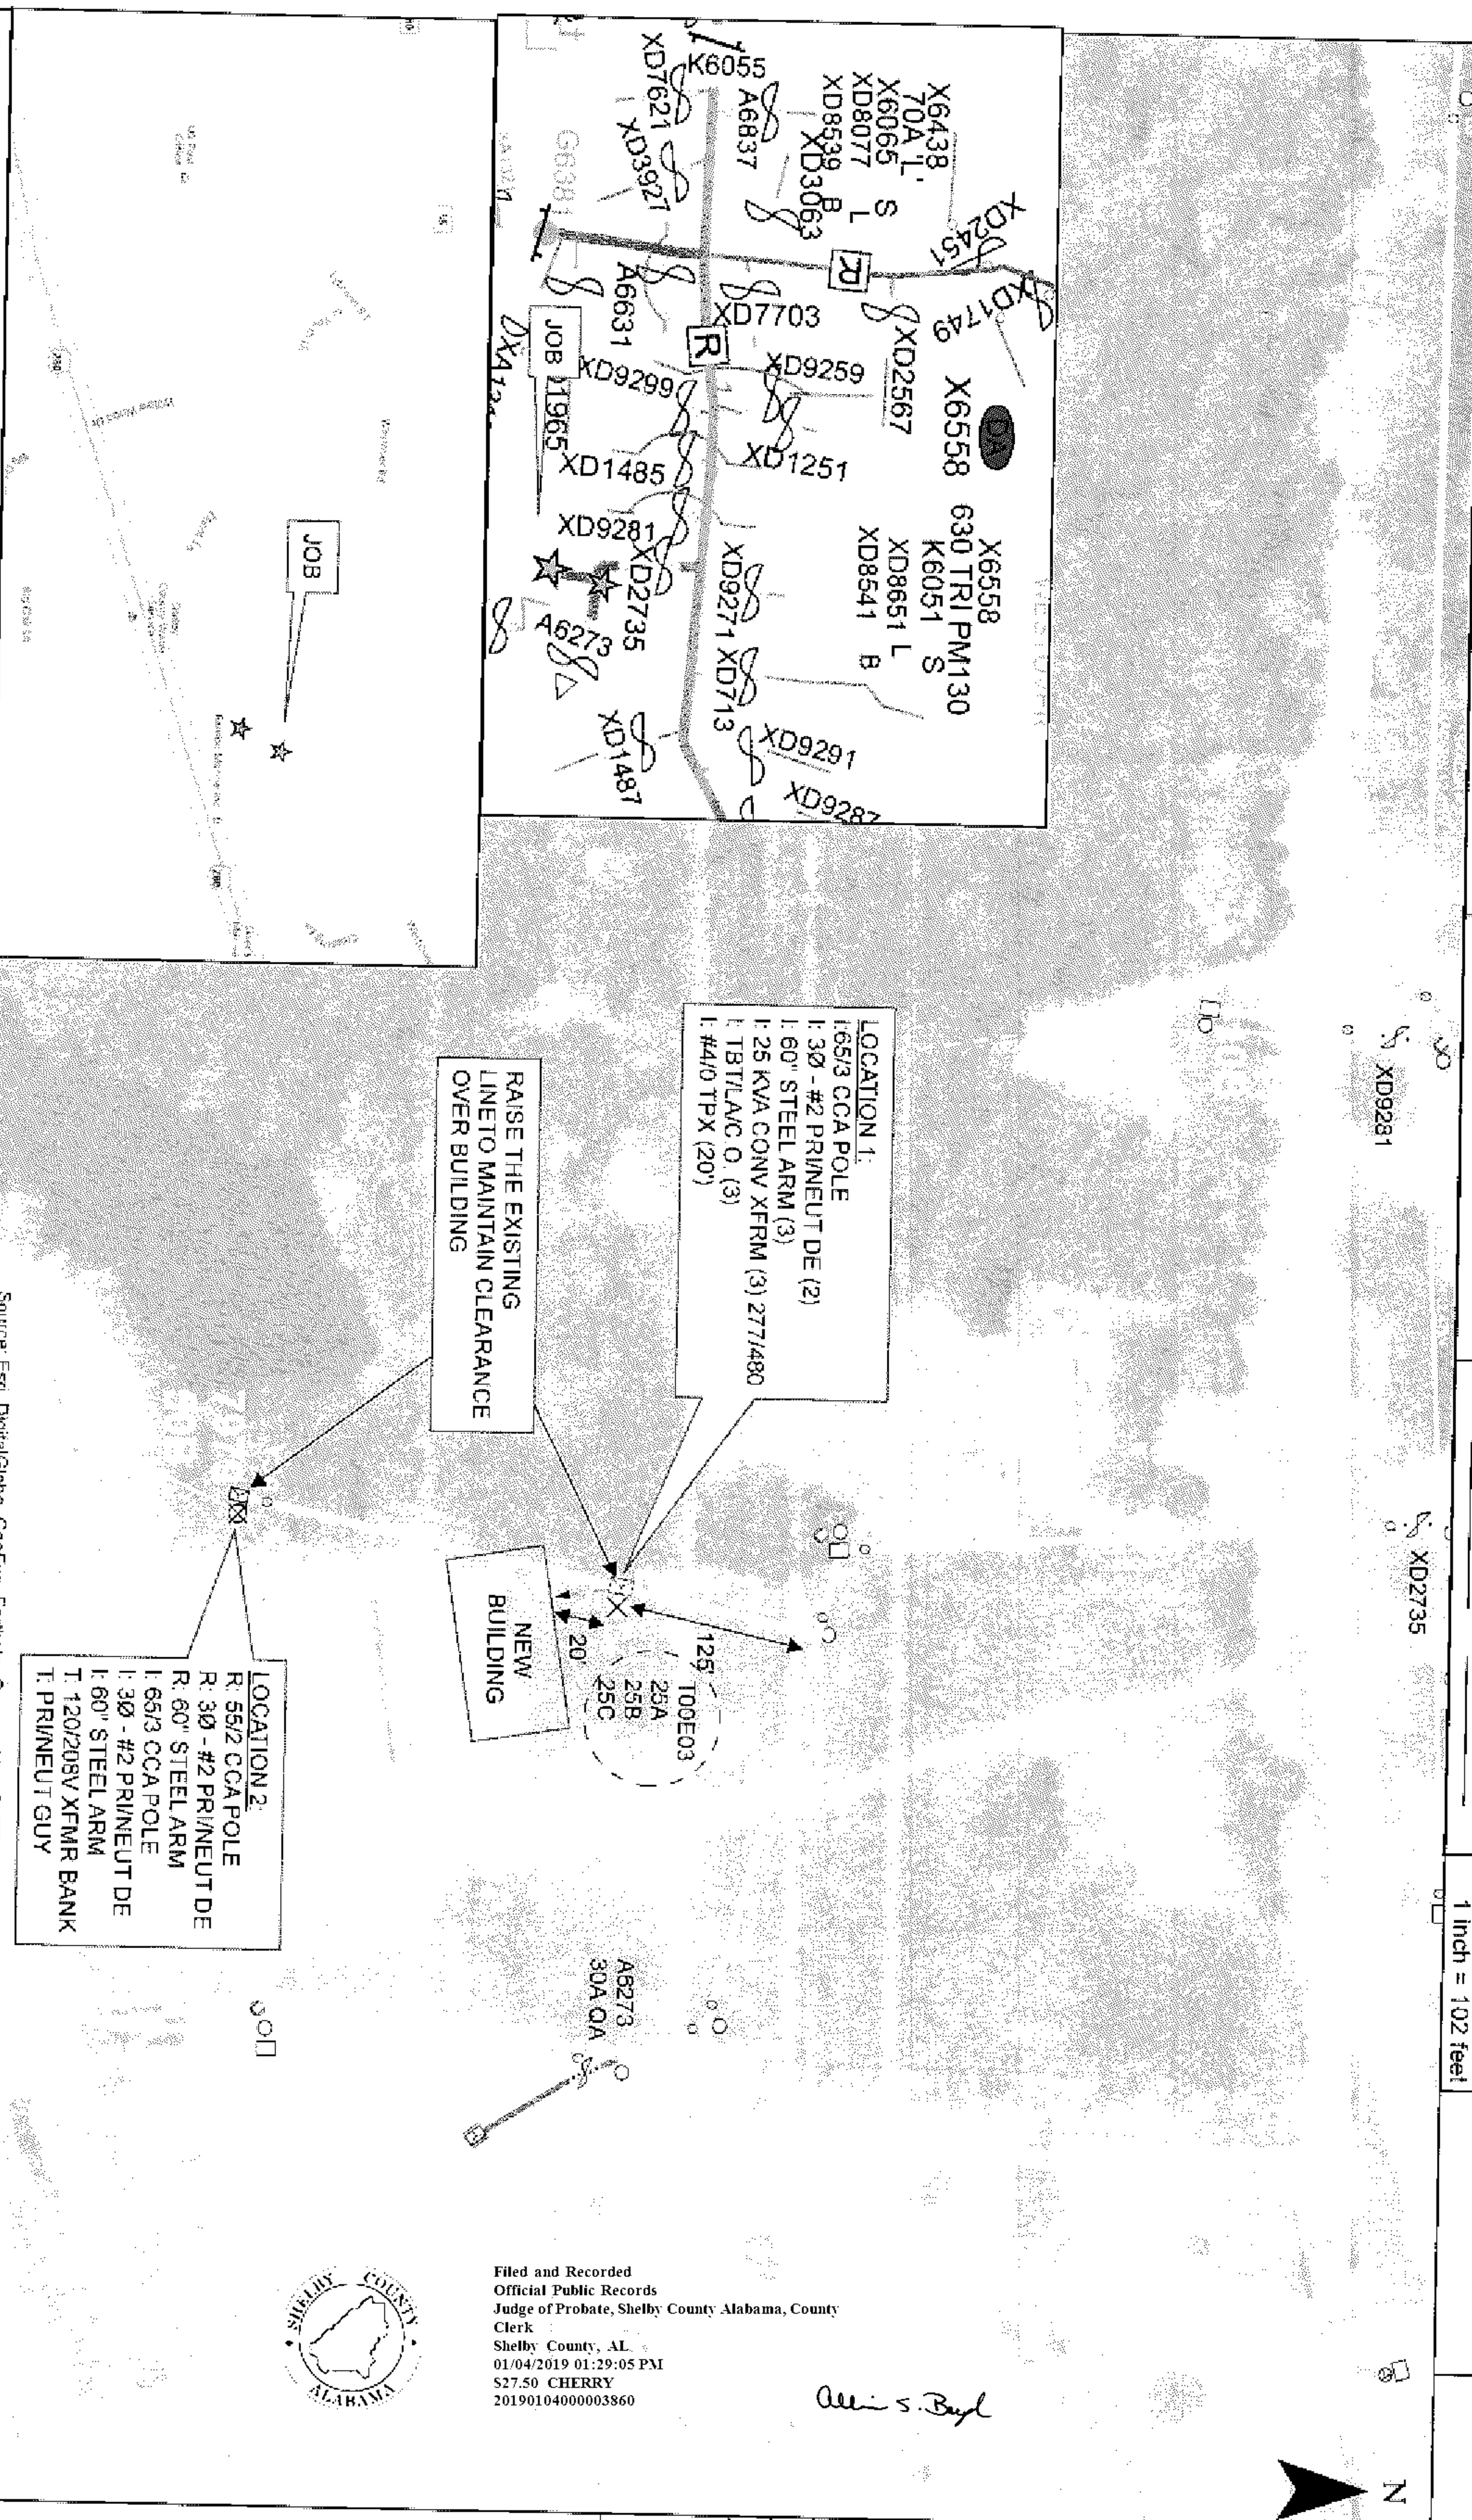 1 inch = 102 feet
N
XD9281
XD2735
X6438
70A 'L'
X6065 S
XD8077 L
XD8539 B
XD2451
XD1749
DA
X6558
X6558
630 TRI PM130
K6051 S
XD8651 L
XD8541 B
K6055
XD7621
A6837
XD3063
XD3927
R
XD2567
A6631
XD7703
R
XD9259
XD9299
XD1251
XD1485
XD9281
XD2735
A6273
XD9271
XD713
XD1487
XD9291
XD9287
JOB
JOB
280
280
LOCATION 1:
I:65/3 CCA POLE
I: 3Ø - #2 PRI/NEUT DE (2)
I: 60" STEEL ARM (3)
I: 25 KVA CONV XFRM (3) 277/480
I: TBT/LA/C.O. (3)
I: #4/0 TPX (20')
RAISE THE EXISTING
LINETO MAINTAIN CLEARANCE
OVER BUILDING
125'
T00E03
25A
25B
25C
20'
NEW
BUILDING
A6273
30A QA
LOCATION 2:
R: 55/2 CCA POLE
R: 3Ø - #2 PRI/NEUT DE
R: 60" STEEL ARM
I: 65/3 CCA POLE
I: 3Ø - #2 PRI/NEUT DE
I: 60" STEEL ARM
T: 120/208V XFMR BANK
T: PRI/NEUT GUY
SHELBY COUNTY
ALABAMA
Filed and Recorded
Official Public Records
Judge of Probate, Shelby County Alabama, County
Clerk
Shelby County, AL
01/04/2019 01:29:05 PM
$27.50 CHERRY
20190104000003860